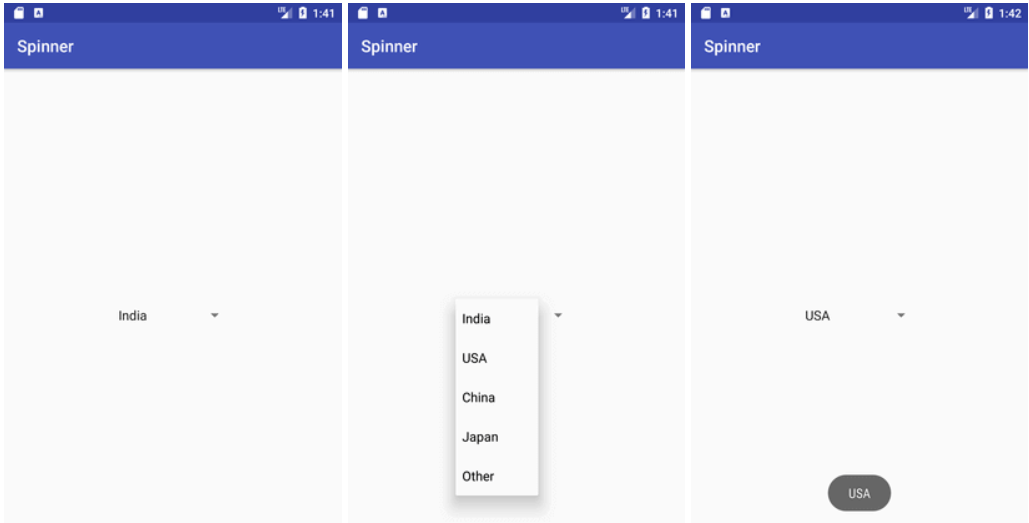 1:41
Spinner
India
1:41
Spinner
India
USA
China
Japan
Other
1:42
Spinner
USA
USA